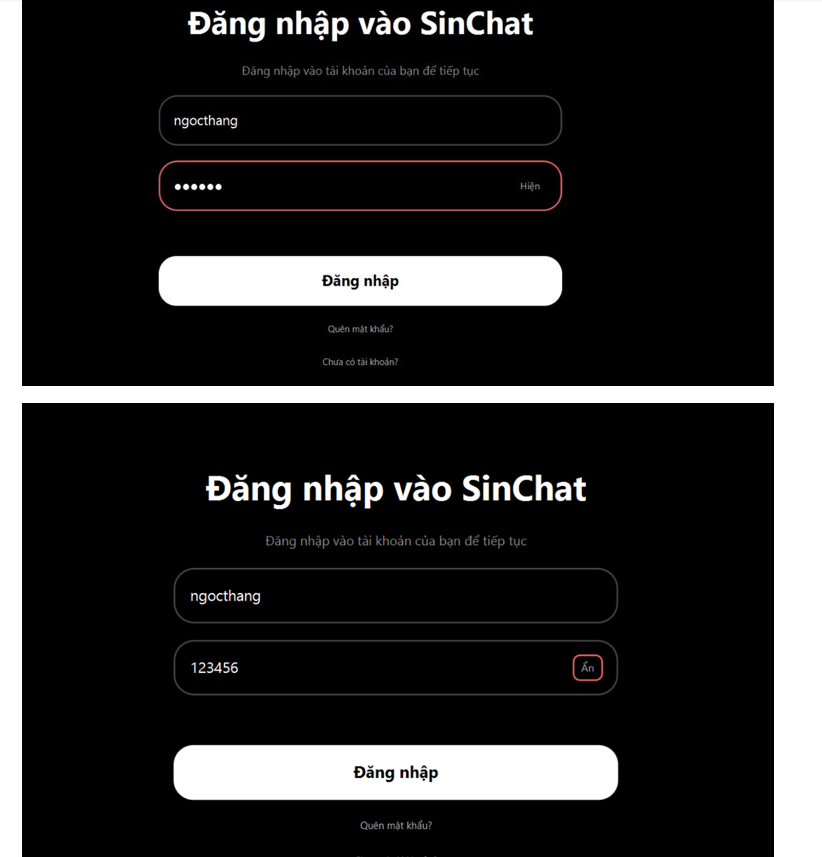 Đăng nhập vào SinChat
Đăng nhập vào tài khoản của bạn để tiếp tục
ngocthang
●●●●●●
Hiện
Đăng nhập
Quên mật khẩu?
Chưa có tài khoản?
Đăng nhập vào SinChat
Đăng nhập vào tài khoản của bạn để tiếp tục
ngocthang
123456
Ẩn
Đăng nhập
Quên mật khẩu?